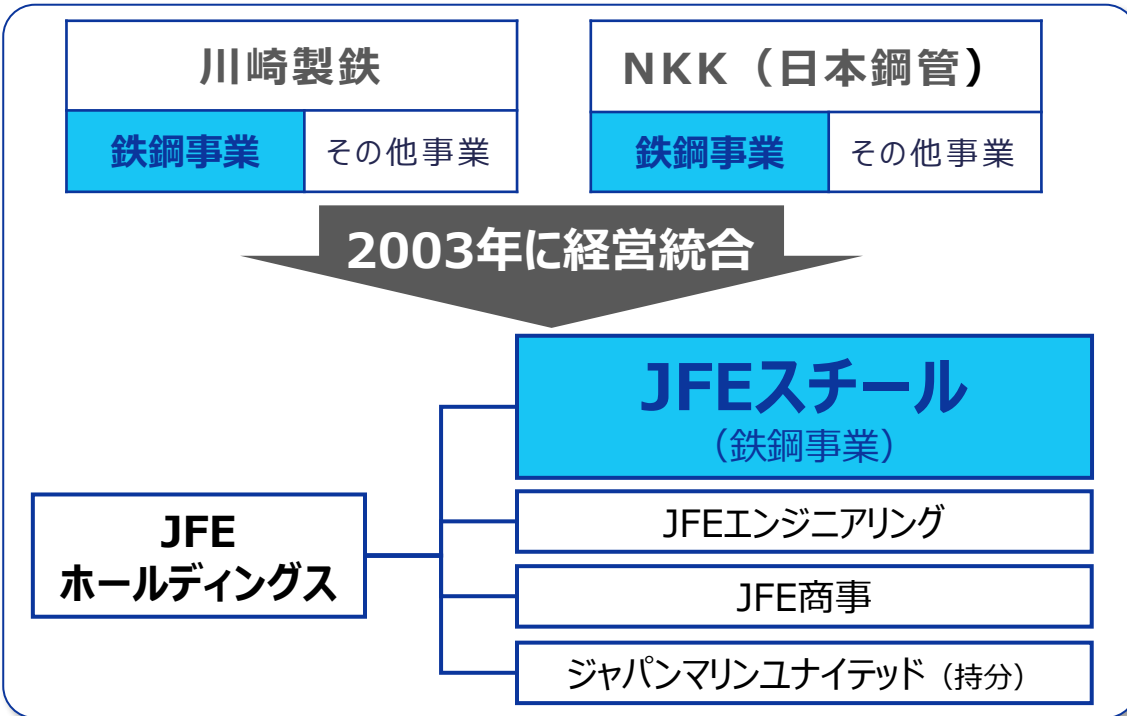 川崎製鉄
NKK（日本鋼管）
鉄鋼事業
その他事業
鉄鋼事業
その他事業
2003年に経営統合
JFEスチール
（鉄鋼事業）
JFE
ホールディングス
JFEエンジニアリング
JFE商事
ジャパンマリンユナイテッド（持分）